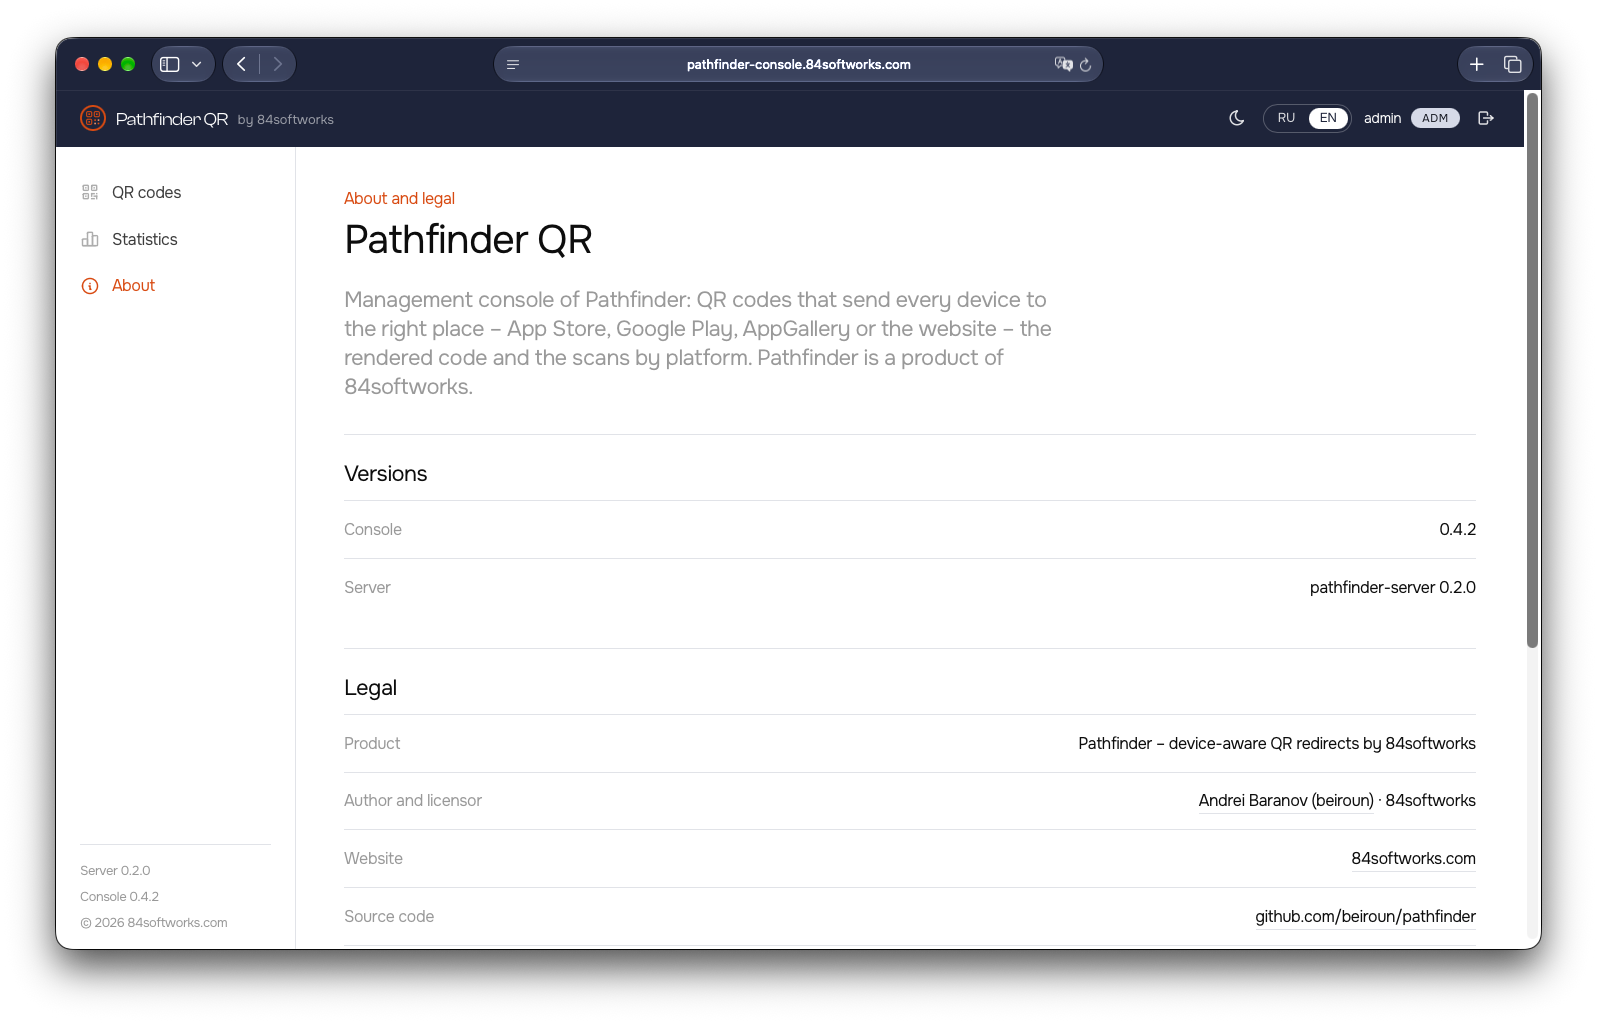 pathfinder-console.84softworks.com
Pathfinder QR by 84softworks
RU EN admin ADM
QR codes
Statistics
About
About and legal
Pathfinder QR
Management console of Pathfinder: QR codes that send every device to
the right place – App Store, Google Play, AppGallery or the website – the
rendered code and the scans by platform. Pathfinder is a product of
84softworks.
Versions
Console 0.4.2
Server pathfinder-server 0.2.0
Legal
Product Pathfinder – device-aware QR redirects by 84softworks
Author and licensor Andrei Baranov (beiroun) · 84softworks
Website 84softworks.com
Source code github.com/beiroun/pathfinder
Server 0.2.0
Console 0.4.2
© 2026 84softworks.com